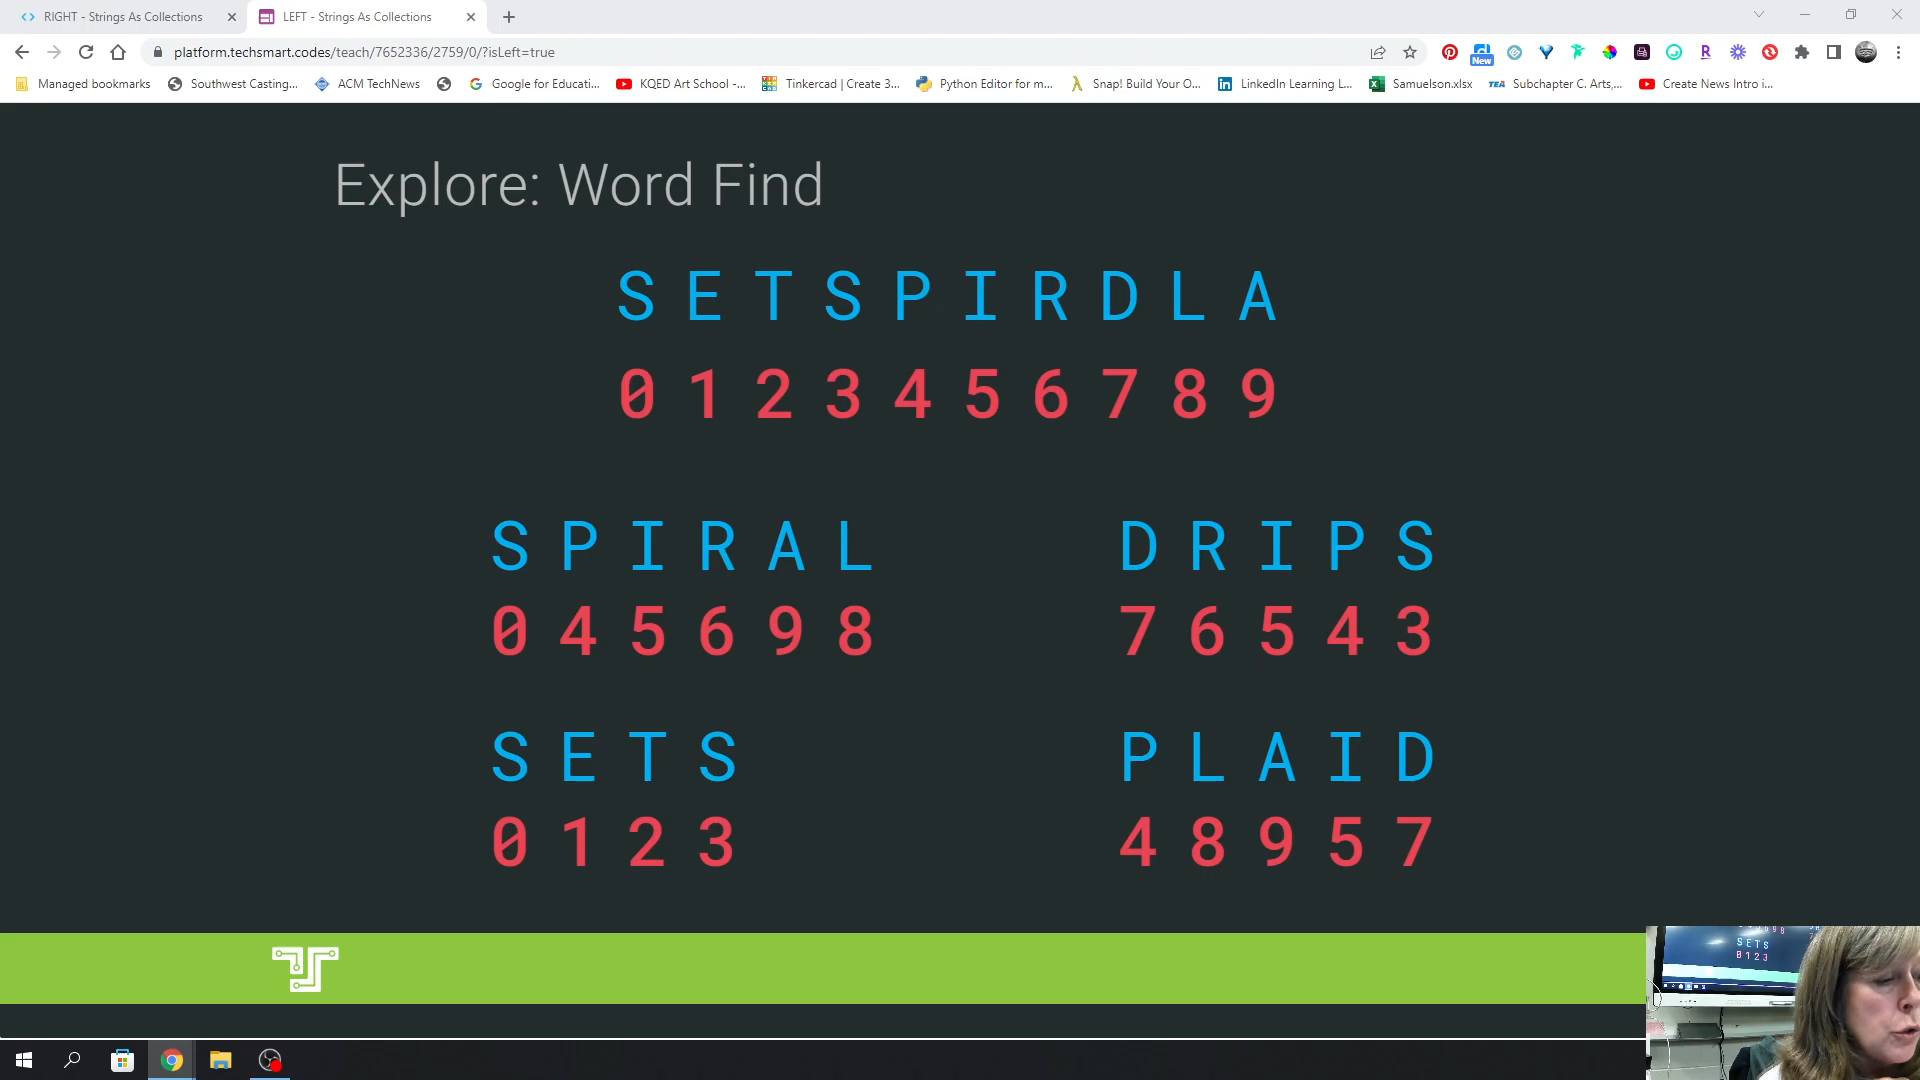 RIGHT - Strings As Collections
LEFT - Strings As Collections
platform.techsmart.codes/teach/7652336/2759/0/?isLeft=true
New
Managed bookmarks
Southwest Casting...
ACM TechNews
Google for Educati...
KQED Art School -...
Tinkercad | Create 3...
Python Editor for m...
Snap! Build Your O...
LinkedIn Learning L...
Samuelson.xlsx
TEA
Subchapter C. Arts,...
Create News Intro i...
Explore: Word Find
S E T S P I R D L A
0 1 2 3 4 5 6 7 8 9
S P I R A L
0 4 5 6 9 8
D R I P S
7 6 5 4 3
S E T S
0 1 2 3
P L A I D
4 8 9 5 7
SETS
0123